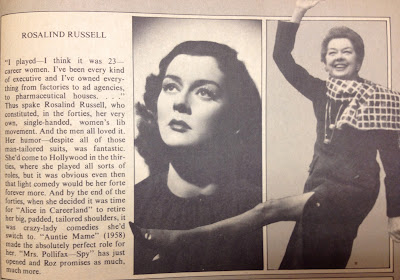 ROSALIND RUSSELL
"I played—I think it was 23—
career women. I've been every kind
of executive and I've owned every-
thing from factories to ad agencies,
to pharmaceutical houses. . . ."
Thus spake Rosalind Russell, who
constituted, in the forties, her very
own, single-handed, women's lib
movement. And the men all loved it.
Her humor—despite all of those
man-tailored suits, was fantastic.
She'd come to Hollywood in the thir-
ties, where she played all sorts of
roles, but it was obvious even then
that light comedy would be her forte
forever more. And by the end of the
forties, when she decided it was time
for "Alice in Careerland" to retire
her big, padded, tailored shoulders, it
was crazy-lady comedies she'd
switch to. "Auntie Mame" (1958)
made the absolutely perfect role for
her. "Mrs. Pollifax—Spy" has just
opened and Roz promises as much,
much more.